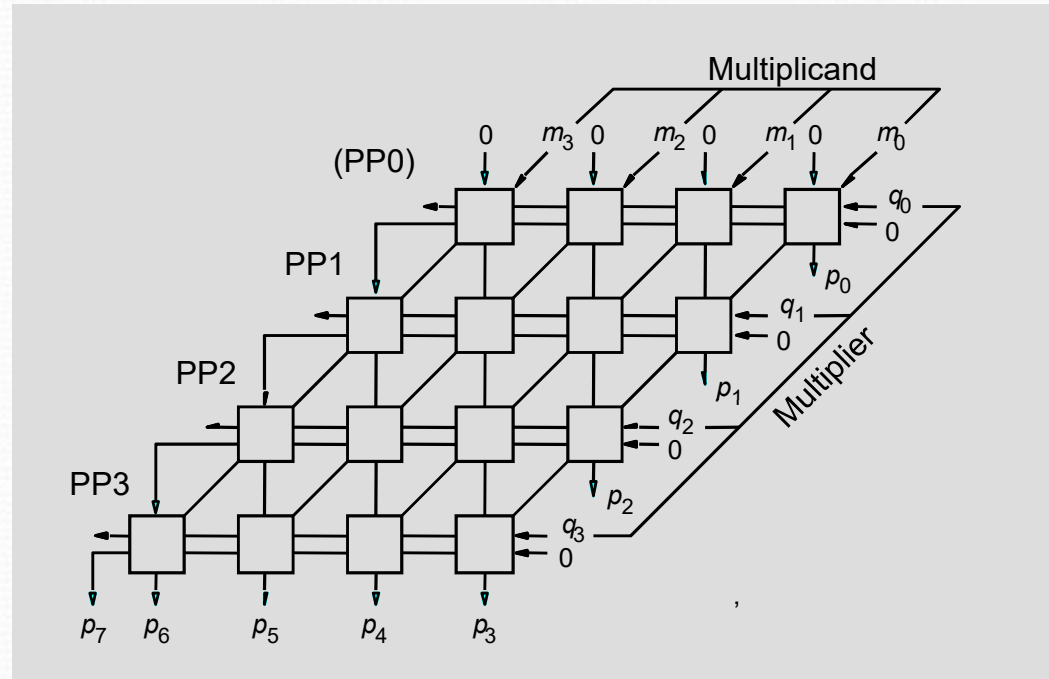 Multiplicand
0 m3 0 m2 0 m1 0 m0
(PP0)
q0
0
PP1
p0
q1
0
PP2
p1
Multiplier
q2
0
PP3
p2
q3
0
,
p7 p6 p5 p4 p3